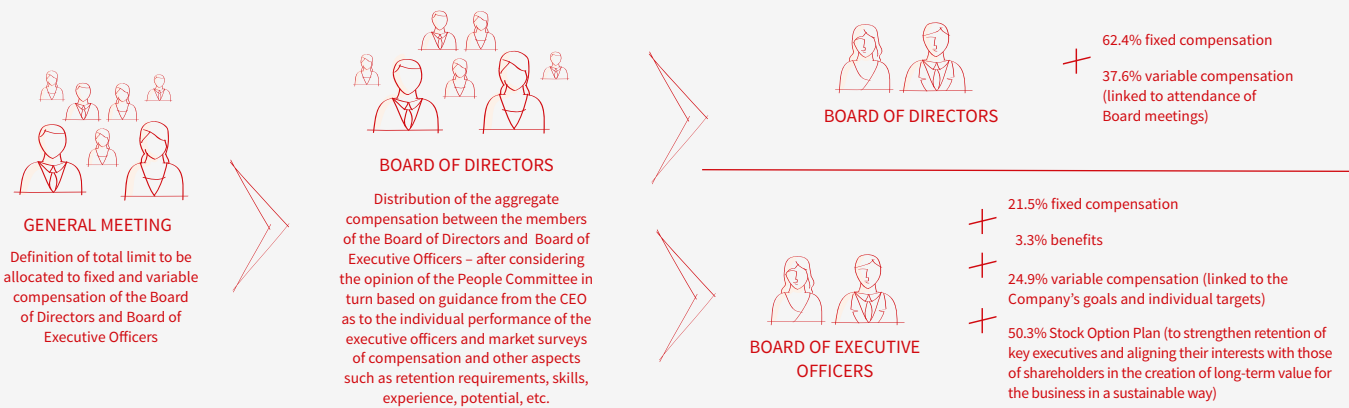 GENERAL MEETING
Definition of total limit to be
allocated to fixed and variable
compensation of the Board
of Directors and Board of
Executive Officers
BOARD OF DIRECTORS
Distribution of the aggregate
compensation between the members
of the Board of Directors and Board of
Executive Officers – after considering
the opinion of the People Committee in
turn based on guidance from the CEO
as to the individual performance of the
executive officers and market surveys
of compensation and other aspects
such as retention requirements, skills,
experience, potential, etc.
BOARD OF DIRECTORS
62.4% fixed compensation
37.6% variable compensation
(linked to attendance of
Board meetings)
BOARD OF EXECUTIVE
OFFICERS
21.5% fixed compensation
3.3% benefits
24.9% variable compensation (linked to the
Company’s goals and individual targets)
50.3% Stock Option Plan (to strengthen retention of
key executives and aligning their interests with those
of shareholders in the creation of long-term value for
the business in a sustainable way)